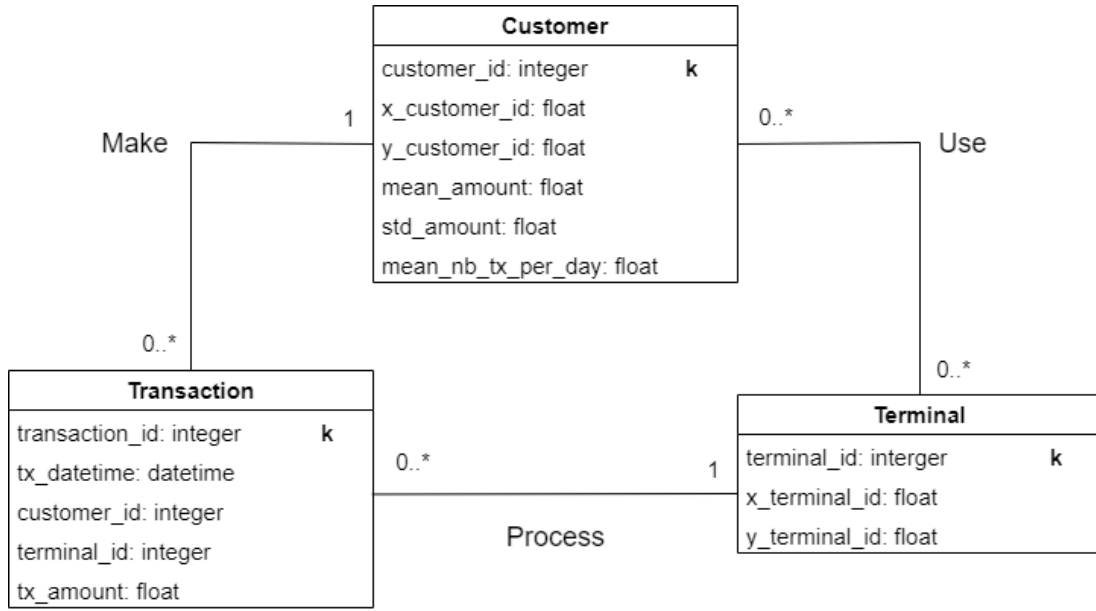 Customer
customer_id: integer k
x_customer_id: float
y_customer_id: float
mean_amount: float
std_amount: float
mean_nb_tx_per_day: float
1
0..*
Make
Use
0..*
0..*
Transaction
transaction_id: integer k
tx_datetime: datetime
customer_id: integer
terminal_id: integer
tx_amount: float
0..*
1
Process
Terminal
terminal_id: interger k
x_terminal_id: float
y_terminal_id: float